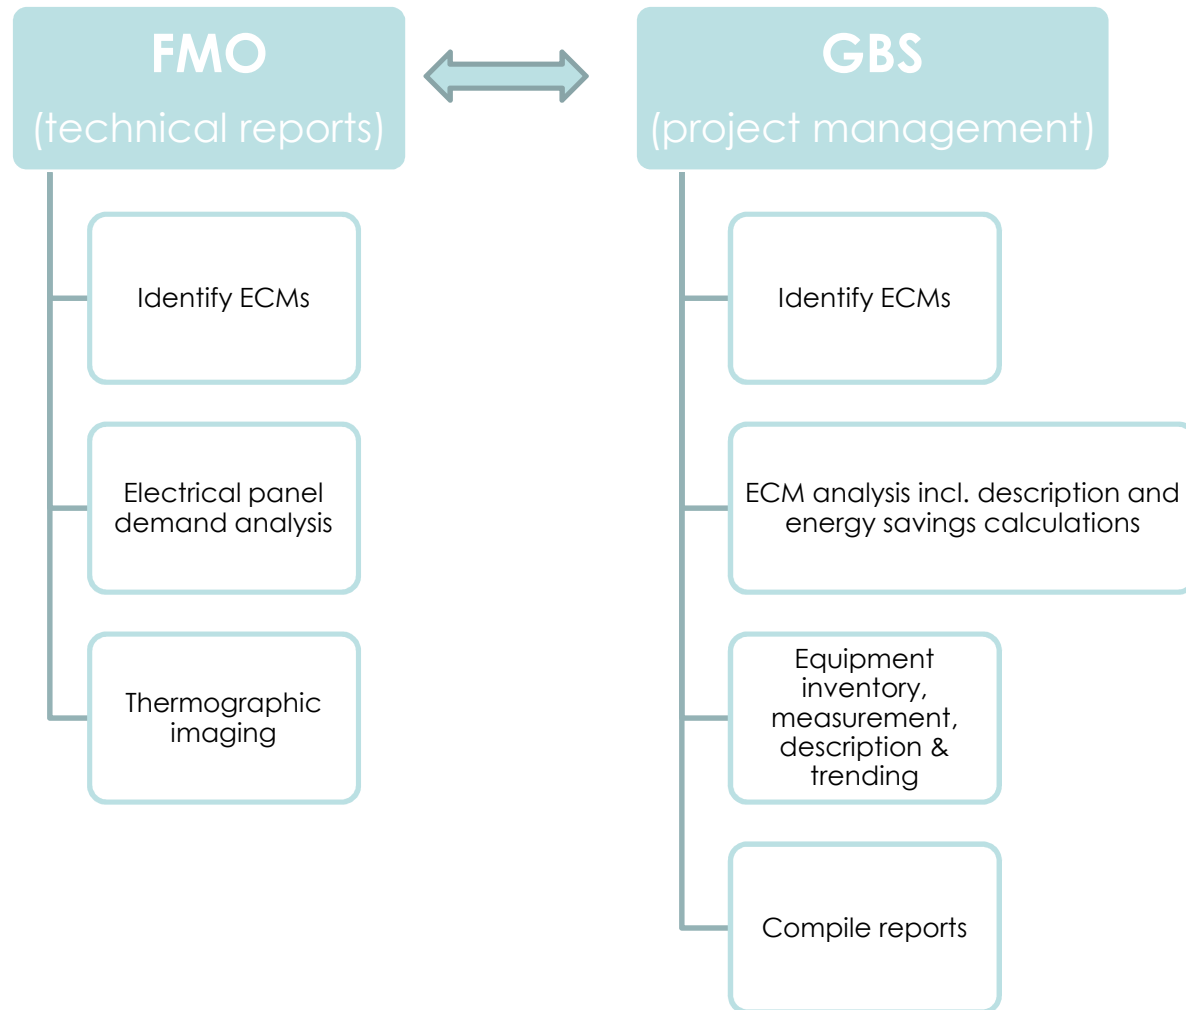 FMO
(technical reports)
Identify ECMs
Electrical panel
demand analysis
Thermographic
imaging
GBS
(project management)
Identify ECMs
ECM analysis incl. description and
energy savings calculations
Equipment
inventory,
measurement,
description &
trending
Compile reports